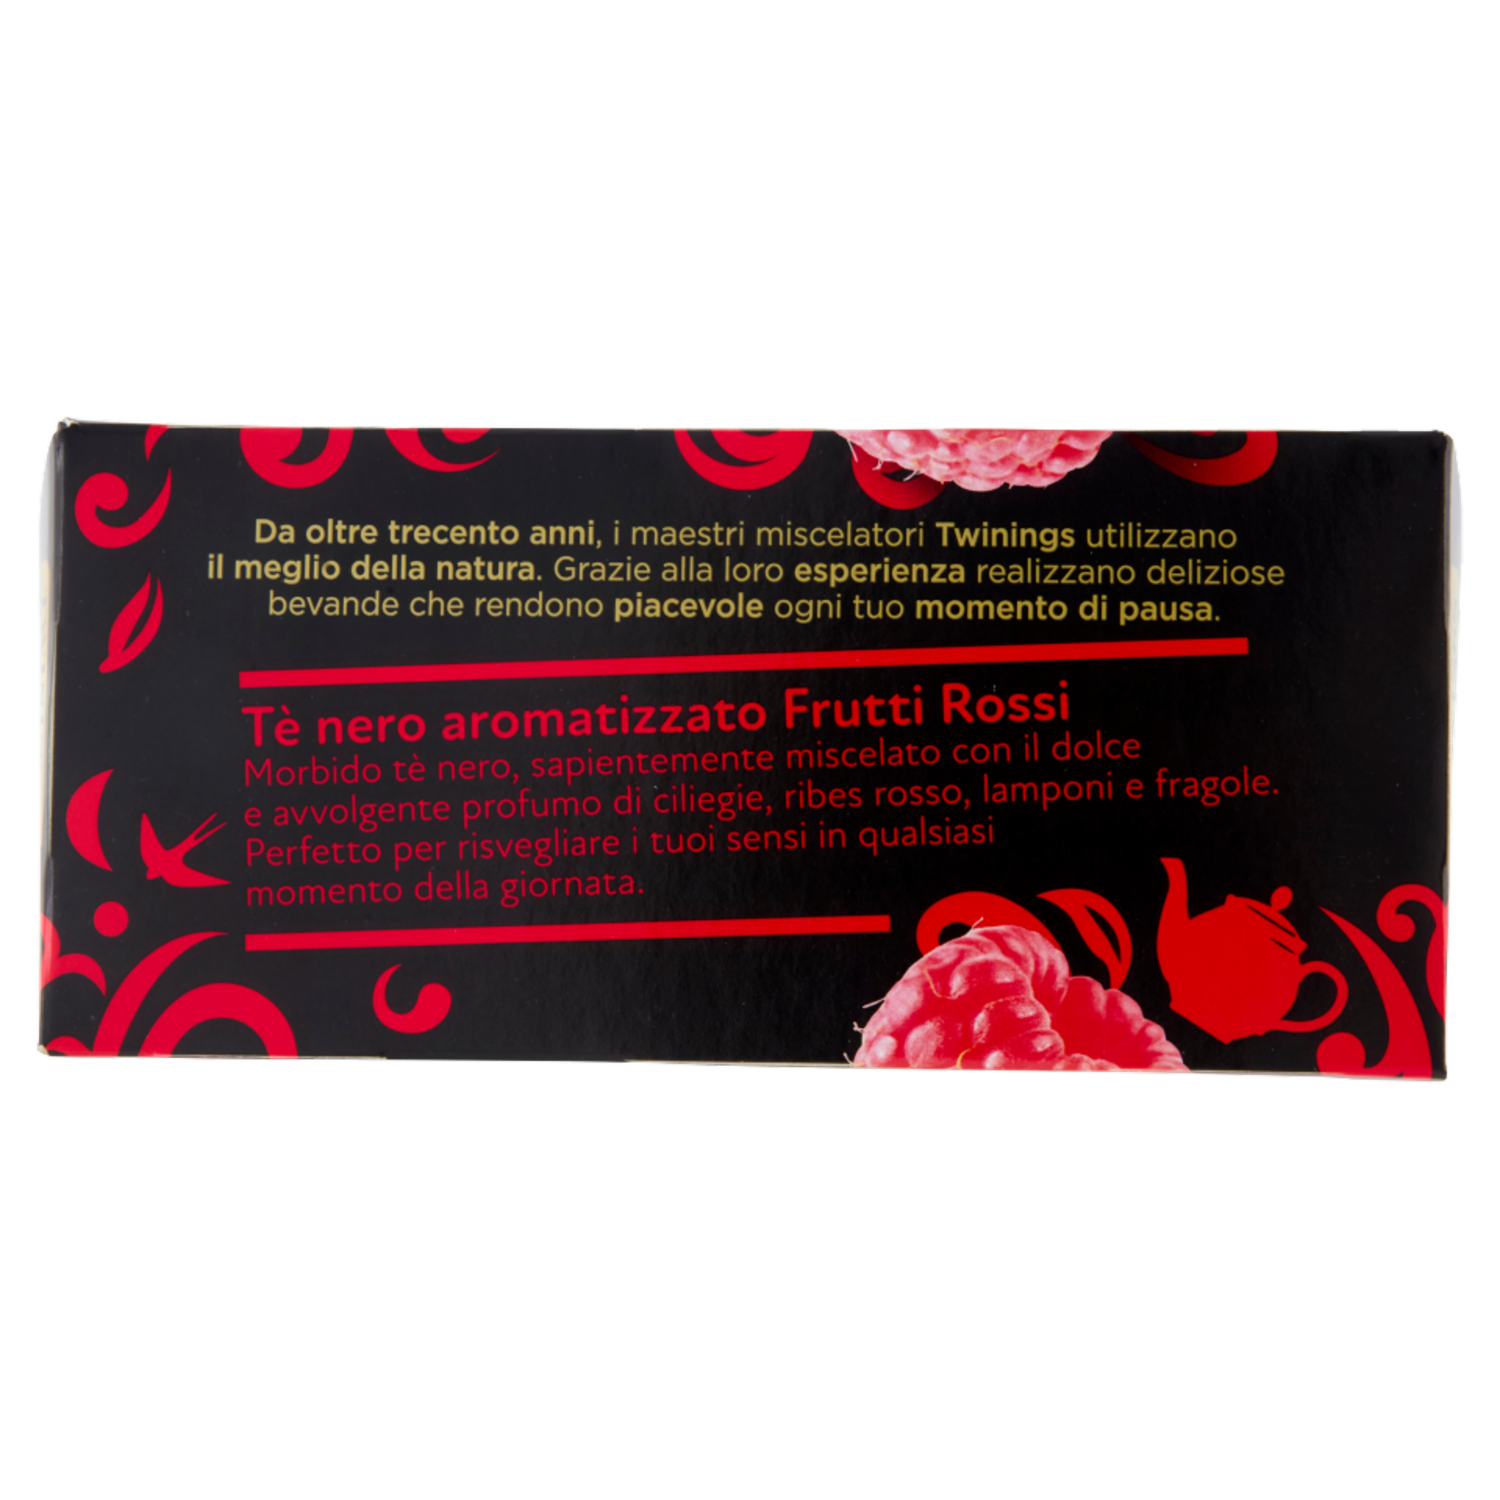 Da oltre trecento anni, i maestri miscelatori Twinings utilizzano
il meglio della natura. Grazie alla loro esperienza realizzano deliziose
bevande che rendono piacevole ogni tuo momento di pausa.
Tè nero aromatizzato Frutti Rossi
Morbido tè nero, sapientemente miscelato con il dolce
e avvolgente profumo di ciliegie, ribes rosso, lamponi e fragole.
Perfetto per risvegliare i tuoi sensi in qualsiasi
momento della giornata.